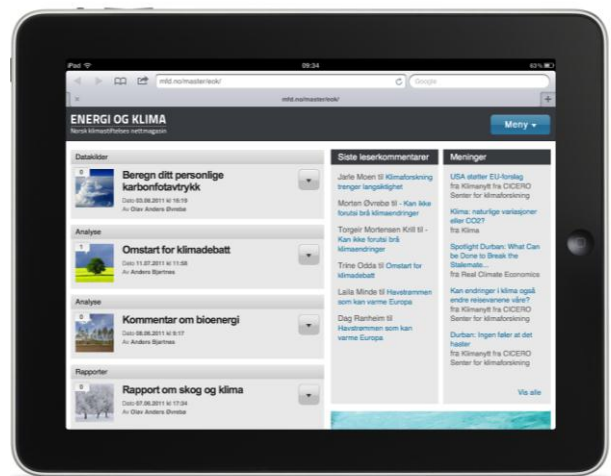 iPad
09:34
63%
mfd.no/master/eok/
Google
mfd.no/master/eok/
ENERGI OG KLIMA
Norsk klimastiftelses nettmagasin
Meny
Datakilder
0
Beregn ditt personlige
karbonfotavtrykk
Dato 03.08.2011 kl 16:19
Av Olav Anders Øvrebø
Analyse
1
Omstart for klimadebatt
Dato 11.07.2011 kl 11:08
Av Anders Bjartnes
Analyse
0
Kommentar om bioenergi
Dato 08.06.2011 kl 9:17
Av Anders Bjartnes
Rapporter
0
Rapport om skog og klima
Dato 07.06.2011 kl 17:34
Av Olav Anders Øvrebø
Siste leserkommentarer
Jarle Moen til Klimaforskning
trenger langsiktighet
Morten Øvrebø til - Kan ikke
forutsi brå klimaendringer
Torgeir Mortensen Krill til -
Kan ikke forutsi brå
klimaendringer
Trine Odda til Omstart for
klimadebatt
Laila Minde til Havstrømmen
som kan varme Europa
Dag Ranheim til
Havstrømmen som kan
varme Europa
Meninger
USA støtter EU-forslag
fra Klimanytt fra CICERO
Senter for klimaforskning
Klima: naturlige variasjoner
eller CO2?
fra Klima
Spotlight Durban: What Can
be Done to Break the
Stalemate...
fra Real Climate Economics
Kan endringer i klima også
endre reisevanene våre?
fra Klimanytt fra CICERO
Senter for klimaforskning
Durban: Ingen føler at det
haster
fra Klimanytt fra CICERO
Senter for klimaforskning
Vis alle